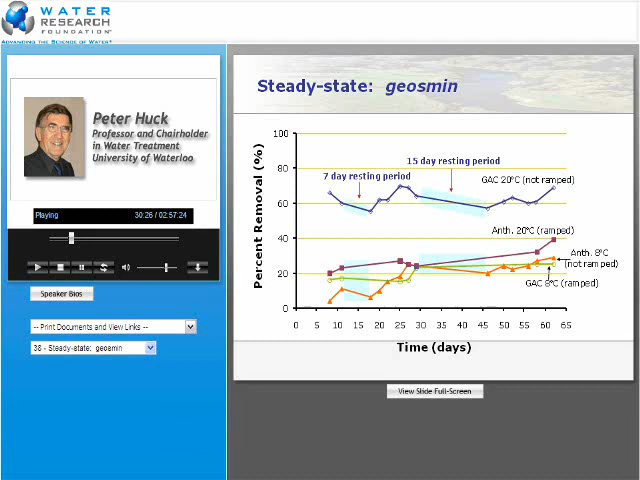 WATER
RESEARCH
FOUNDATION
ADVANCING THE SCIENCE OF WATER®
Peter Huck
Professor and Chairholder
in Water Treatment
University of Waterloo
Playing 30:26 / 02:57:24
Speaker Bios
-- Print Documents and View Links --
38 - Steady-state: geosmin
Steady-state: geosmin
Percent Removal (%)
100
80
60
40
20
0
7 day resting period
15 day resting period
GAC 20°C (not ramped)
Anth. 20°C (ramped)
Anth. 8°C
(not ramped)
GAC 8°C (ramped)
0 5 10 15 20 25 30 35 40 45 50 55 60 65
Time (days)
View Slide Full-Screen